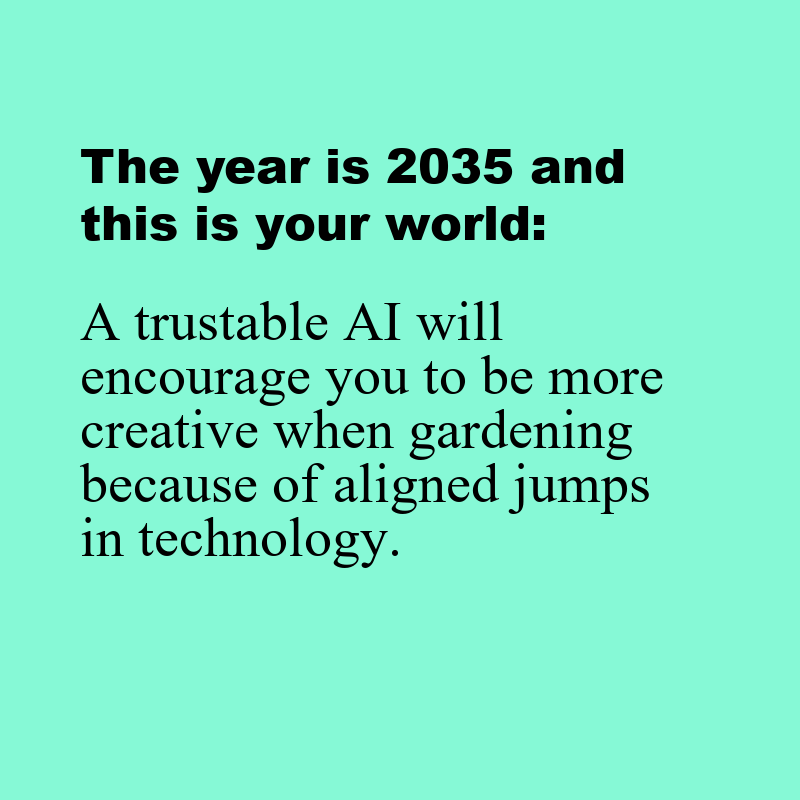 The year is 2035 and
this is your world:
A trustable AI will
encourage you to be more
creative when gardening
because of aligned jumps
in technology.